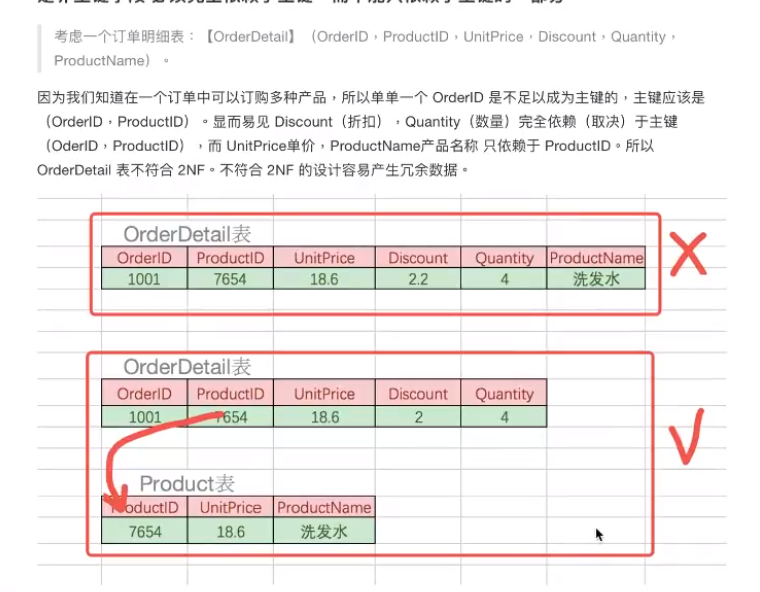 考虑一个订单明细表：【OrderDetail】（OrderID，ProductID，UnitPrice，Discount，Quantity，
ProductName）。
因为我们知道在一个订单中可以订购多种产品，所以单单一个 OrderID 是不足以成为主键的，主键应该是
（OrderID，ProductID）。显而易见 Discount（折扣），Quantity（数量）完全依赖（取决）于主键
（OderID，ProductID），而 UnitPrice单价，ProductName产品名称 只依赖于 ProductID。所以
OrderDetail 表不符合 2NF。不符合 2NF 的设计容易产生冗余数据。
OrderDetail表
OrderID ProductID UnitPrice Discount Quantity ProductName
1001 7654 18.6 2.2 4 洗发水
OrderDetail表
OrderID ProductID UnitPrice Discount Quantity
1001 7654 18.6 2 4
Product表
ProductID UnitPrice ProductName
7654 18.6 洗发水